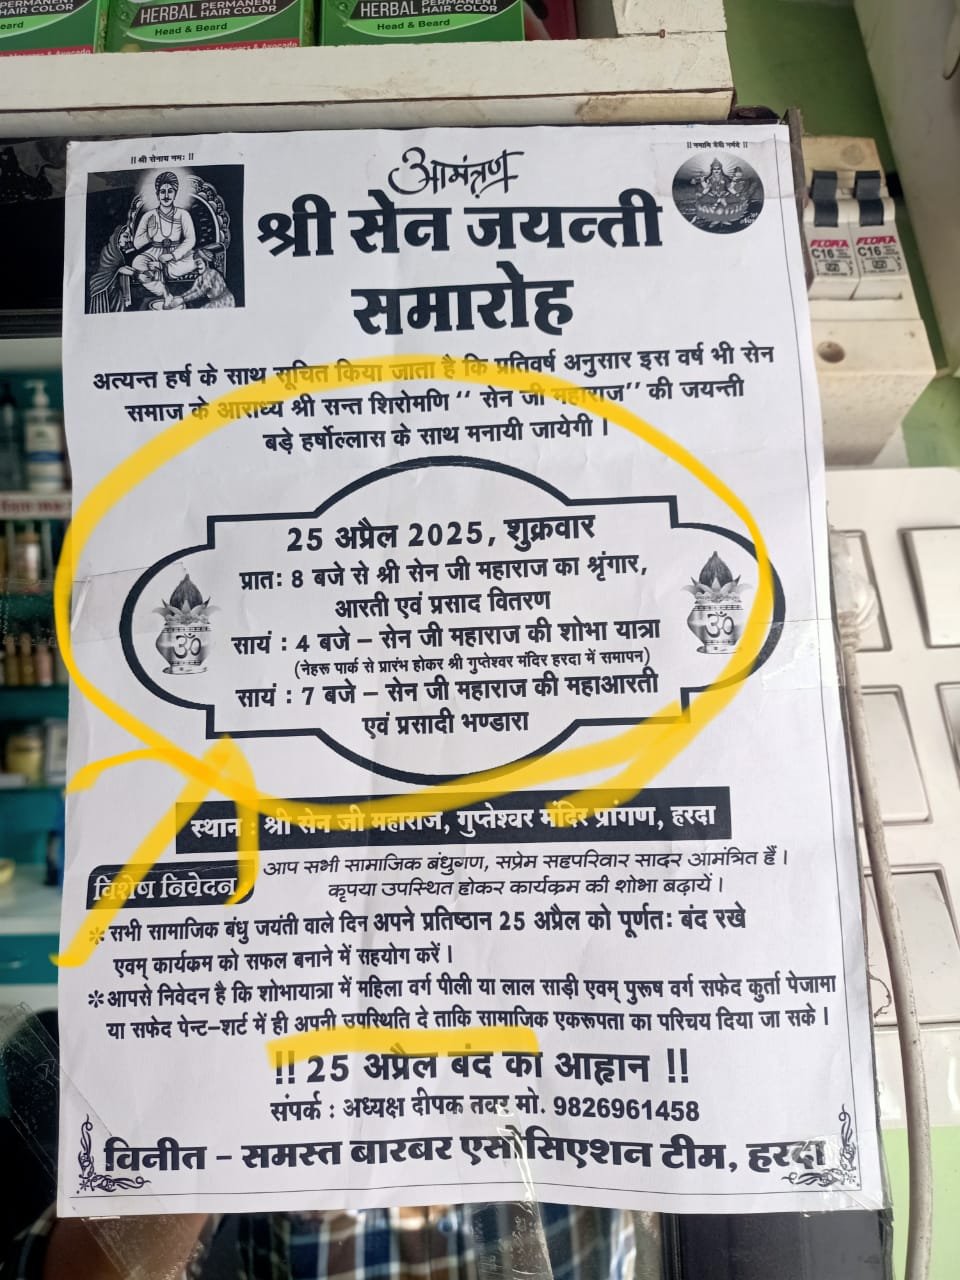 HERBAL PERMANENT HAIR COLOR
Head & Beard
HERBAL PERMANENT HAIR COLOR
Head & Beard
|| श्री सेनाय नमः ||
|| नमामि देवी नर्मदे ||
आमंत्रण
श्री सेन जयन्ती
समारोह
अत्यन्त हर्ष के साथ सूचित किया जाता है कि प्रतिवर्ष अनुसार इस वर्ष भी सेन
समाज के आराध्य श्री सन्त शिरोमणि ‘‘ सेन जी महाराज’’ की जयन्ती
बड़े हर्षोल्लास के साथ मनायी जायेगी।
25 अप्रैल 2025, शुक्रवार
प्रातः 8 बजे से श्री सेन जी महाराज का श्रृंगार,
आरती एवं प्रसाद वितरण
सायं : 4 बजे – सेन जी महाराज की शोभा यात्रा
(नेहरू पार्क से प्रारंभ होकर श्री गुप्तेश्वर मंदिर हरदा में समापन)
सायं : 7 बजे – सेन जी महाराज की महाआरती
एवं प्रसादी भण्डारा
ॐ
ॐ
स्थान : श्री सेन जी महाराज, गुप्तेश्वर मंदिर प्रांगण, हरदा
आप सभी सामाजिक बंधुगण, सप्रेम सहपरिवार सादर आमंत्रित हैं।
कृपया उपस्थित होकर कार्यकम की शोभा बढ़ायें।
विशेष निवेदन :
* सभी सामाजिक बंधु जयंती वाले दिन अपने प्रतिष्ठान 25 अप्रैल को पूर्णतः बंद रखे
एवम् कार्यकम को सफल बनाने में सहयोग करें।
* आपसे निवेदन है कि शोभायात्रा में महिला वर्ग पीली या लाल साड़ी एवम् पुरूष वर्ग सफेद कुर्ता पेजामा
या सफेद पेन्ट-शर्ट में ही अपनी उपस्थिति दे ताकि सामाजिक एकरूपता का परिचय दिया जा सके।
!! 25 अप्रैल बंद का आह्वान !!
संपर्क : अध्यक्ष दीपक तवर मो. 9826961458
विनीत – समस्त बारबर एसोसिएशन टीम, हरदा
FLORA
C16
FLORA
C16